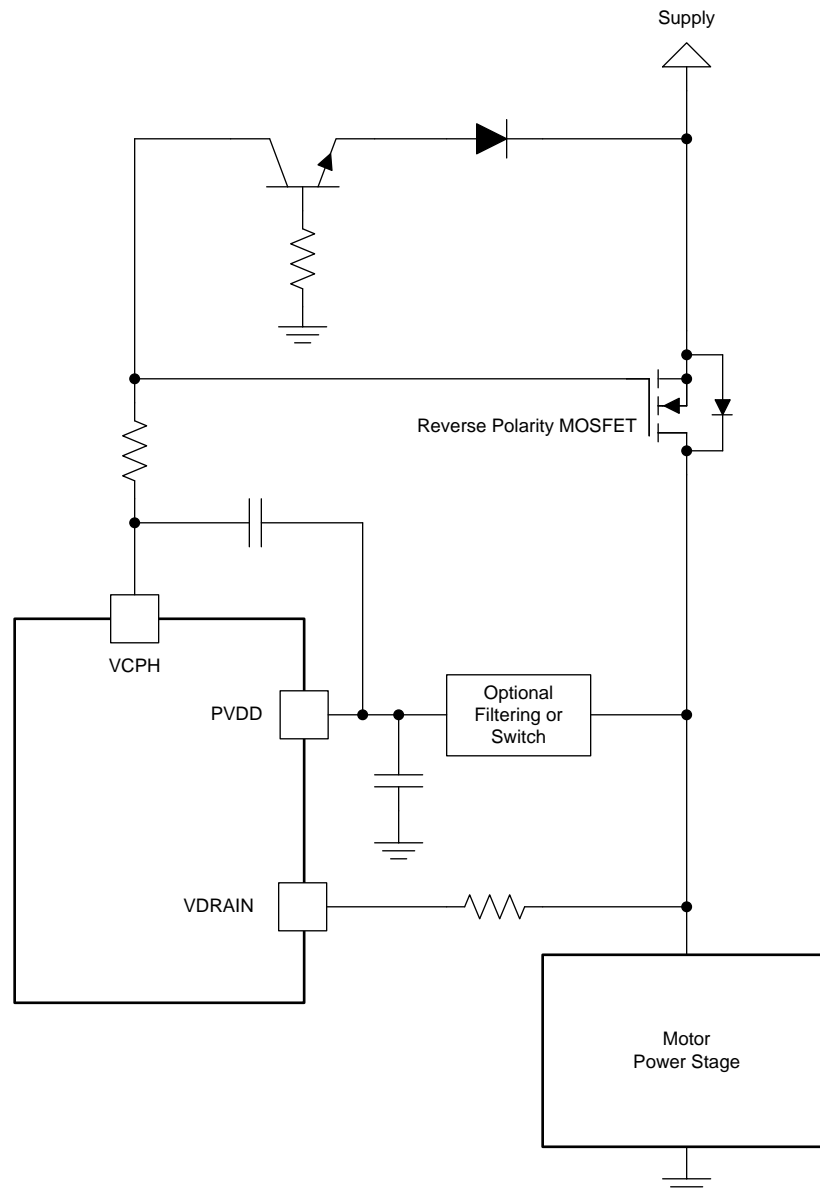 Supply
Reverse Polarity MOSFET
VCPH
PVDD
Optional
Filtering or
Switch
VDRAIN
Motor
Power Stage